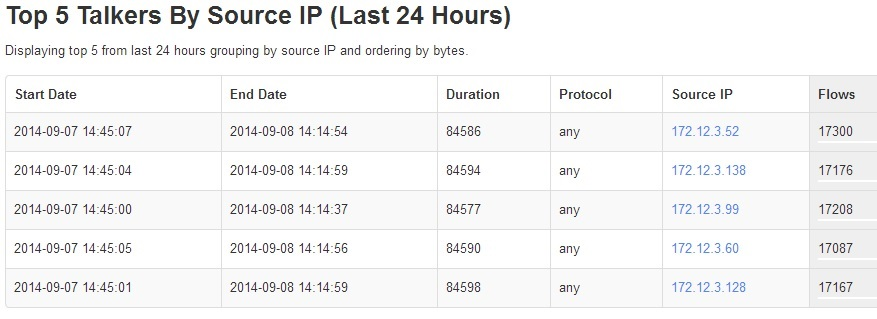 Top 5 Talkers By Source IP (Last 24 Hours)
Displaying top 5 from last 24 hours grouping by source IP and ordering by bytes.
Start Date End Date Duration Protocol Source IP Flows
2014-09-07 14:45:07 2014-09-08 14:14:54 84586 any 172.12.3.52 17300
2014-09-07 14:45:04 2014-09-08 14:14:59 84594 any 172.12.3.138 17176
2014-09-07 14:45:00 2014-09-08 14:14:37 84577 any 172.12.3.99 17208
2014-09-07 14:45:05 2014-09-08 14:14:56 84590 any 172.12.3.60 17087
2014-09-07 14:45:01 2014-09-08 14:14:59 84598 any 172.12.3.128 17167